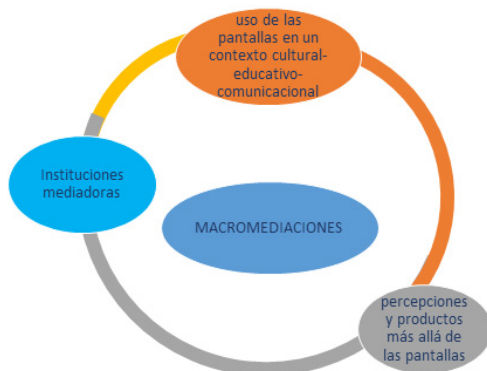 uso de las
pantallas en un
contexto cultural-
educativo-
comunicacional
Instituciones
mediadoras
MACROMEDIACIONES
percepciones
y productos
más allá de
las pantallas